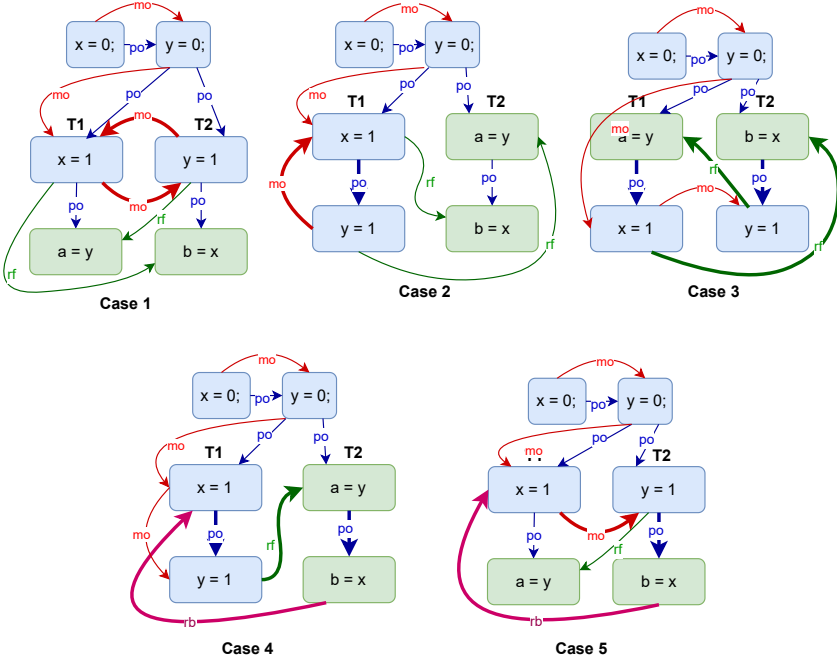 mo
x = 0;
po
y = 0;
mo
po
po
T1
mo
T2
x = 1
y = 1
mo
po
rf
po
a = y
b = x
rf
Case 1
mo
x = 0;
po
y = 0;
mo
po
po
T1
T2
x = 1
a = y
mo
po
rf
po
y = 1
b = x
rf
Case 2
mo
x = 0;
po
y = 0;
po
po
T1
T2
mo
a = y
b = x
po
rf
mo
po
x = 1
y = 1
rf
Case 3
mo
x = 0;
po
y = 0;
mo
po
po
T1
T2
x = 1
a = y
mo
po
rf
po
y = 1
b = x
rb
Case 4
mo
x = 0;
po
y = 0;
mo
po
po
T2
x = 1
y = 1
po
mo
rf
po
a = y
b = x
rb
Case 5